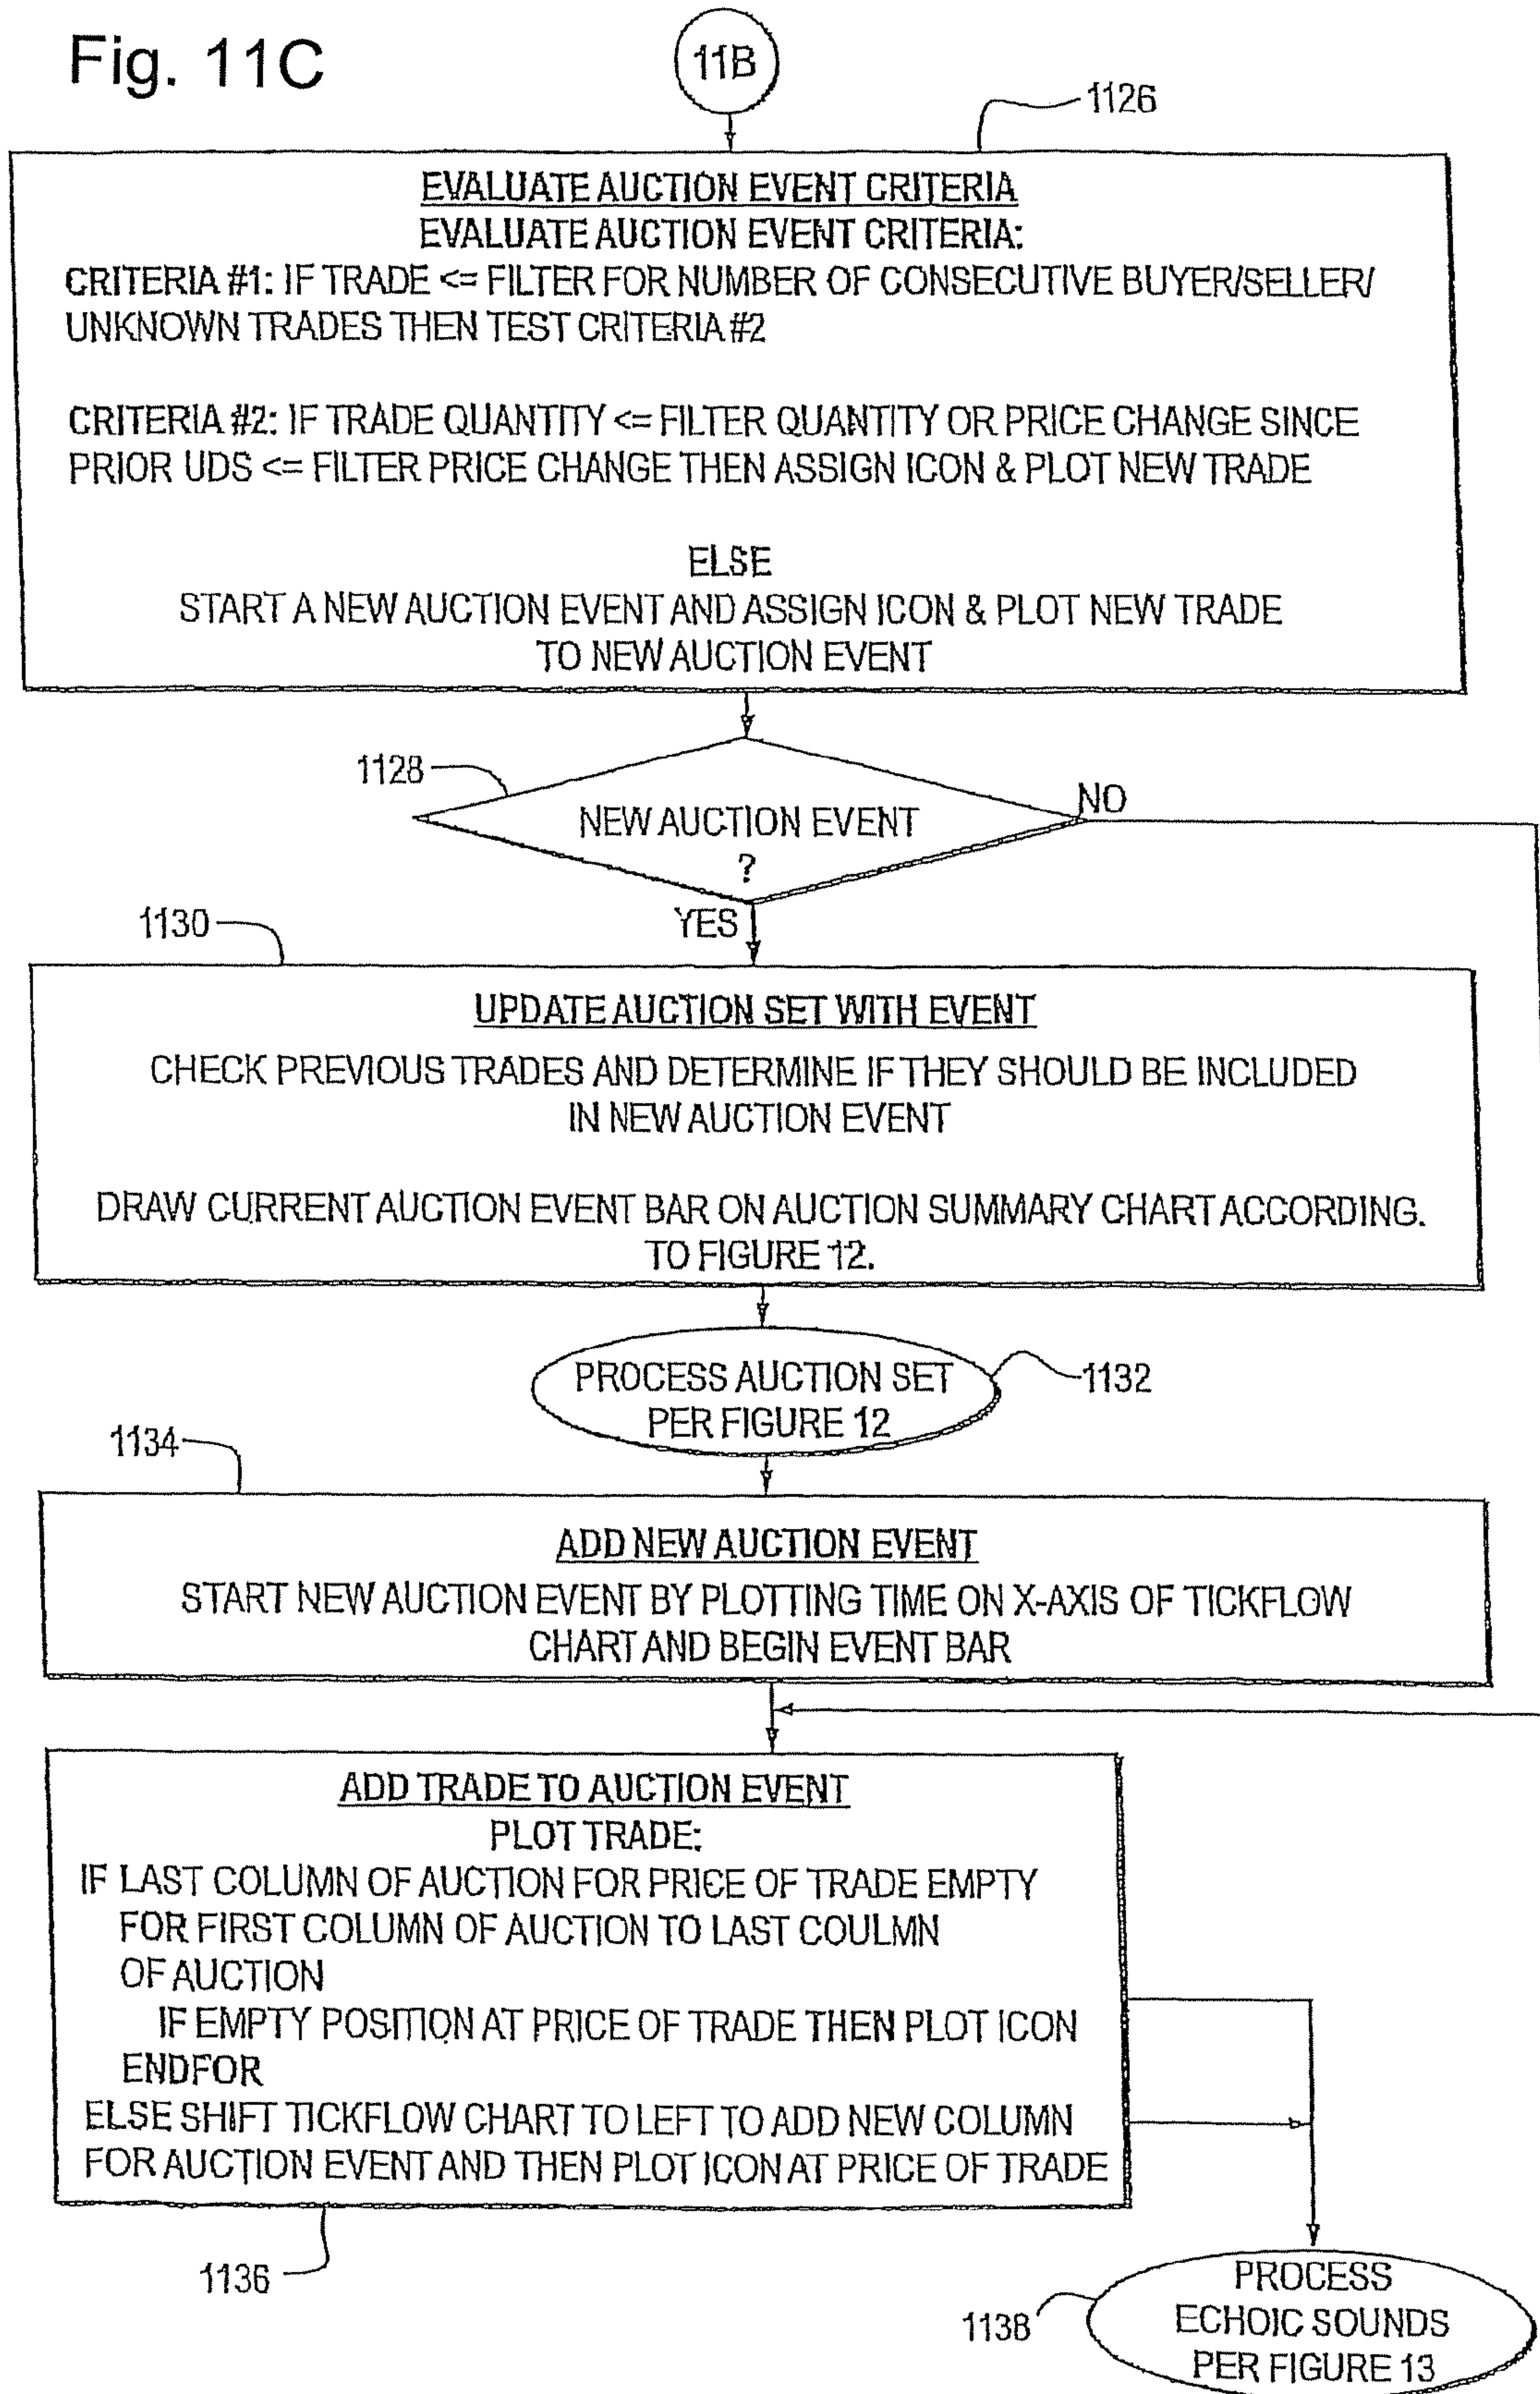 Fig. 11C
11B
1126
EVALUATE AUCTION EVENT CRITERIA
EVALUATE AUCTION EVENT CRITERIA:
CRITERIA #1: IF TRADE <= FILTER FOR NUMBER OF CONSECUTIVE BUYER/SELLER/
UNKNOWN TRADES THEN TEST CRITERIA #2
CRITERIA #2: IF TRADE QUANTITY <= FILTER QUANTITY OR PRICE CHANGE SINCE
PRIOR UDS <= FILTER PRICE CHANGE THEN ASSIGN ICON & PLOT NEW TRADE
ELSE
START A NEW AUCTION EVENT AND ASSIGN ICON & PLOT NEW TRADE
TO NEW AUCTION EVENT
1128
NEW AUCTION EVENT
?
NO
YES
1130
UPDATE AUCTION SET WITH EVENT
CHECK PREVIOUS TRADES AND DETERMINE IF THEY SHOULD BE INCLUDED
IN NEW AUCTION EVENT
DRAW CURRENT AUCTION EVENT BAR ON AUCTION SUMMARY CHART ACCORDING.
TO FIGURE 12.
PROCESS AUCTION SET
PER FIGURE 12
1132
1134
ADD NEW AUCTION EVENT
START NEW AUCTION EVENT BY PLOTTING TIME ON X-AXIS OF TICKFLOW
CHART AND BEGIN EVENT BAR
ADD TRADE TO AUCTION EVENT
PLOT TRADE:
IF LAST COLUMN OF AUCTION FOR PRICE OF TRADE EMPTY
FOR FIRST COLUMN OF AUCTION TO LAST COULMN
OF AUCTION
IF EMPTY POSITION AT PRICE OF TRADE THEN PLOT ICON
ENDFOR
ELSE SHIFT TICKFLOW CHART TO LEFT TO ADD NEW COLUMN
FOR AUCTION EVENT AND THEN PLOT ICON AT PRICE OF TRADE
1136
1138
PROCESS
ECHOIC SOUNDS
PER FIGURE 13